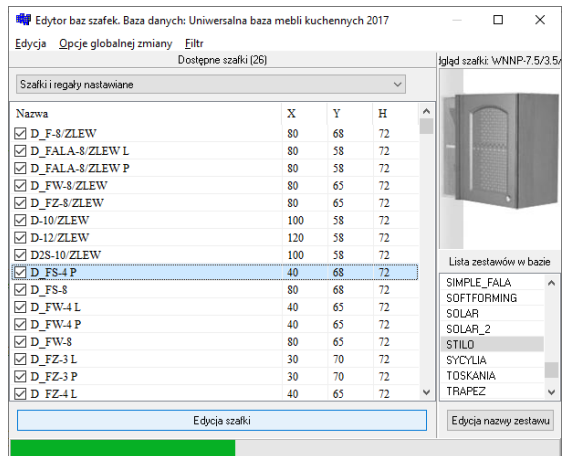 Edytor baz szafek. Baza danych: Uniwersalna baza mebli kuchennych 2017
Edycja Opcje globalnej zmiany Filtr
Dostępne szafki (26)
Szafki i regały nastawiane
Nazwa X Y H
D_F-8/ZLEW 80 68 72
D_FALA-8/ZLEW L 80 58 72
D_FALA-8/ZLEW P 80 58 72
D_FW-8/ZLEW 80 65 72
D_FZ-8/ZLEW 80 65 72
D-10/ZLEW 100 58 72
D-12/ZLEW 120 58 72
D2S-10/ZLEW 100 58 72
D_FS-4 P 40 68 72
D_FS-8 80 68 72
D_FW-4 L 40 65 72
D_FW-4 P 40 65 72
D_FW-8 80 65 72
D_FZ-3 L 30 70 72
D_FZ-3 P 30 70 72
D_FZ-4 L 40 65 72
Edycja szafki
gląd szafki: WNNP-7.5/3.5/
Lista zestawów w bazie
SIMPLE_FALA
SOFTFORMING
SOLAR
SOLAR_2
STILO
SYCYLIA
TOSKANIA
TRAPEZ
Edycja nazwy zestawu